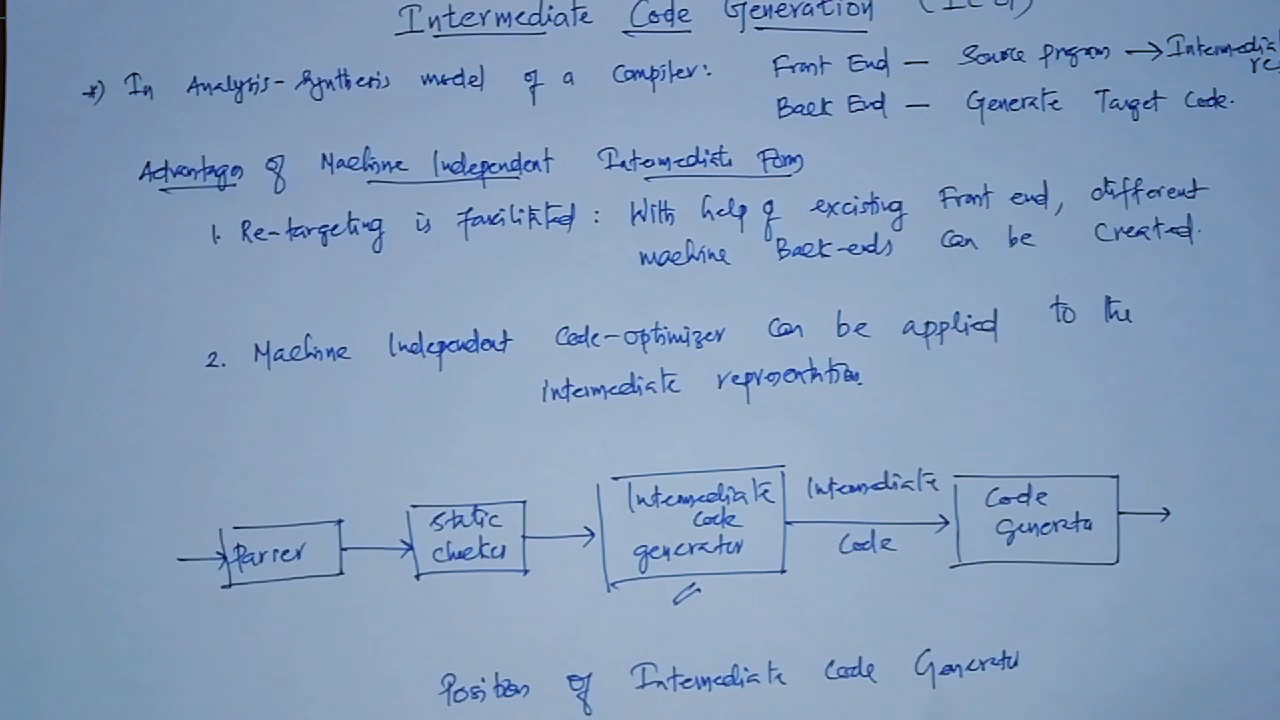 Intermediate Code Generation (ICG)
*) In Analysis-Synthesis model of a Compiler: Front End — Source program → Intermedia
re
Back End — Generate Target Code.
Advantages of Machine Independent Intermediate Form
1. Re-targeting is facilitated: With help of excisting Front end, different
machine Back-ends can be created.
2. Machine Independent Code-optimizer can be applied to the
intermediate representation.
Parser
Static
checker
Intermediate
code
generator
Intermediate
Code
Code
generator
Position of Intermediate Code Generator